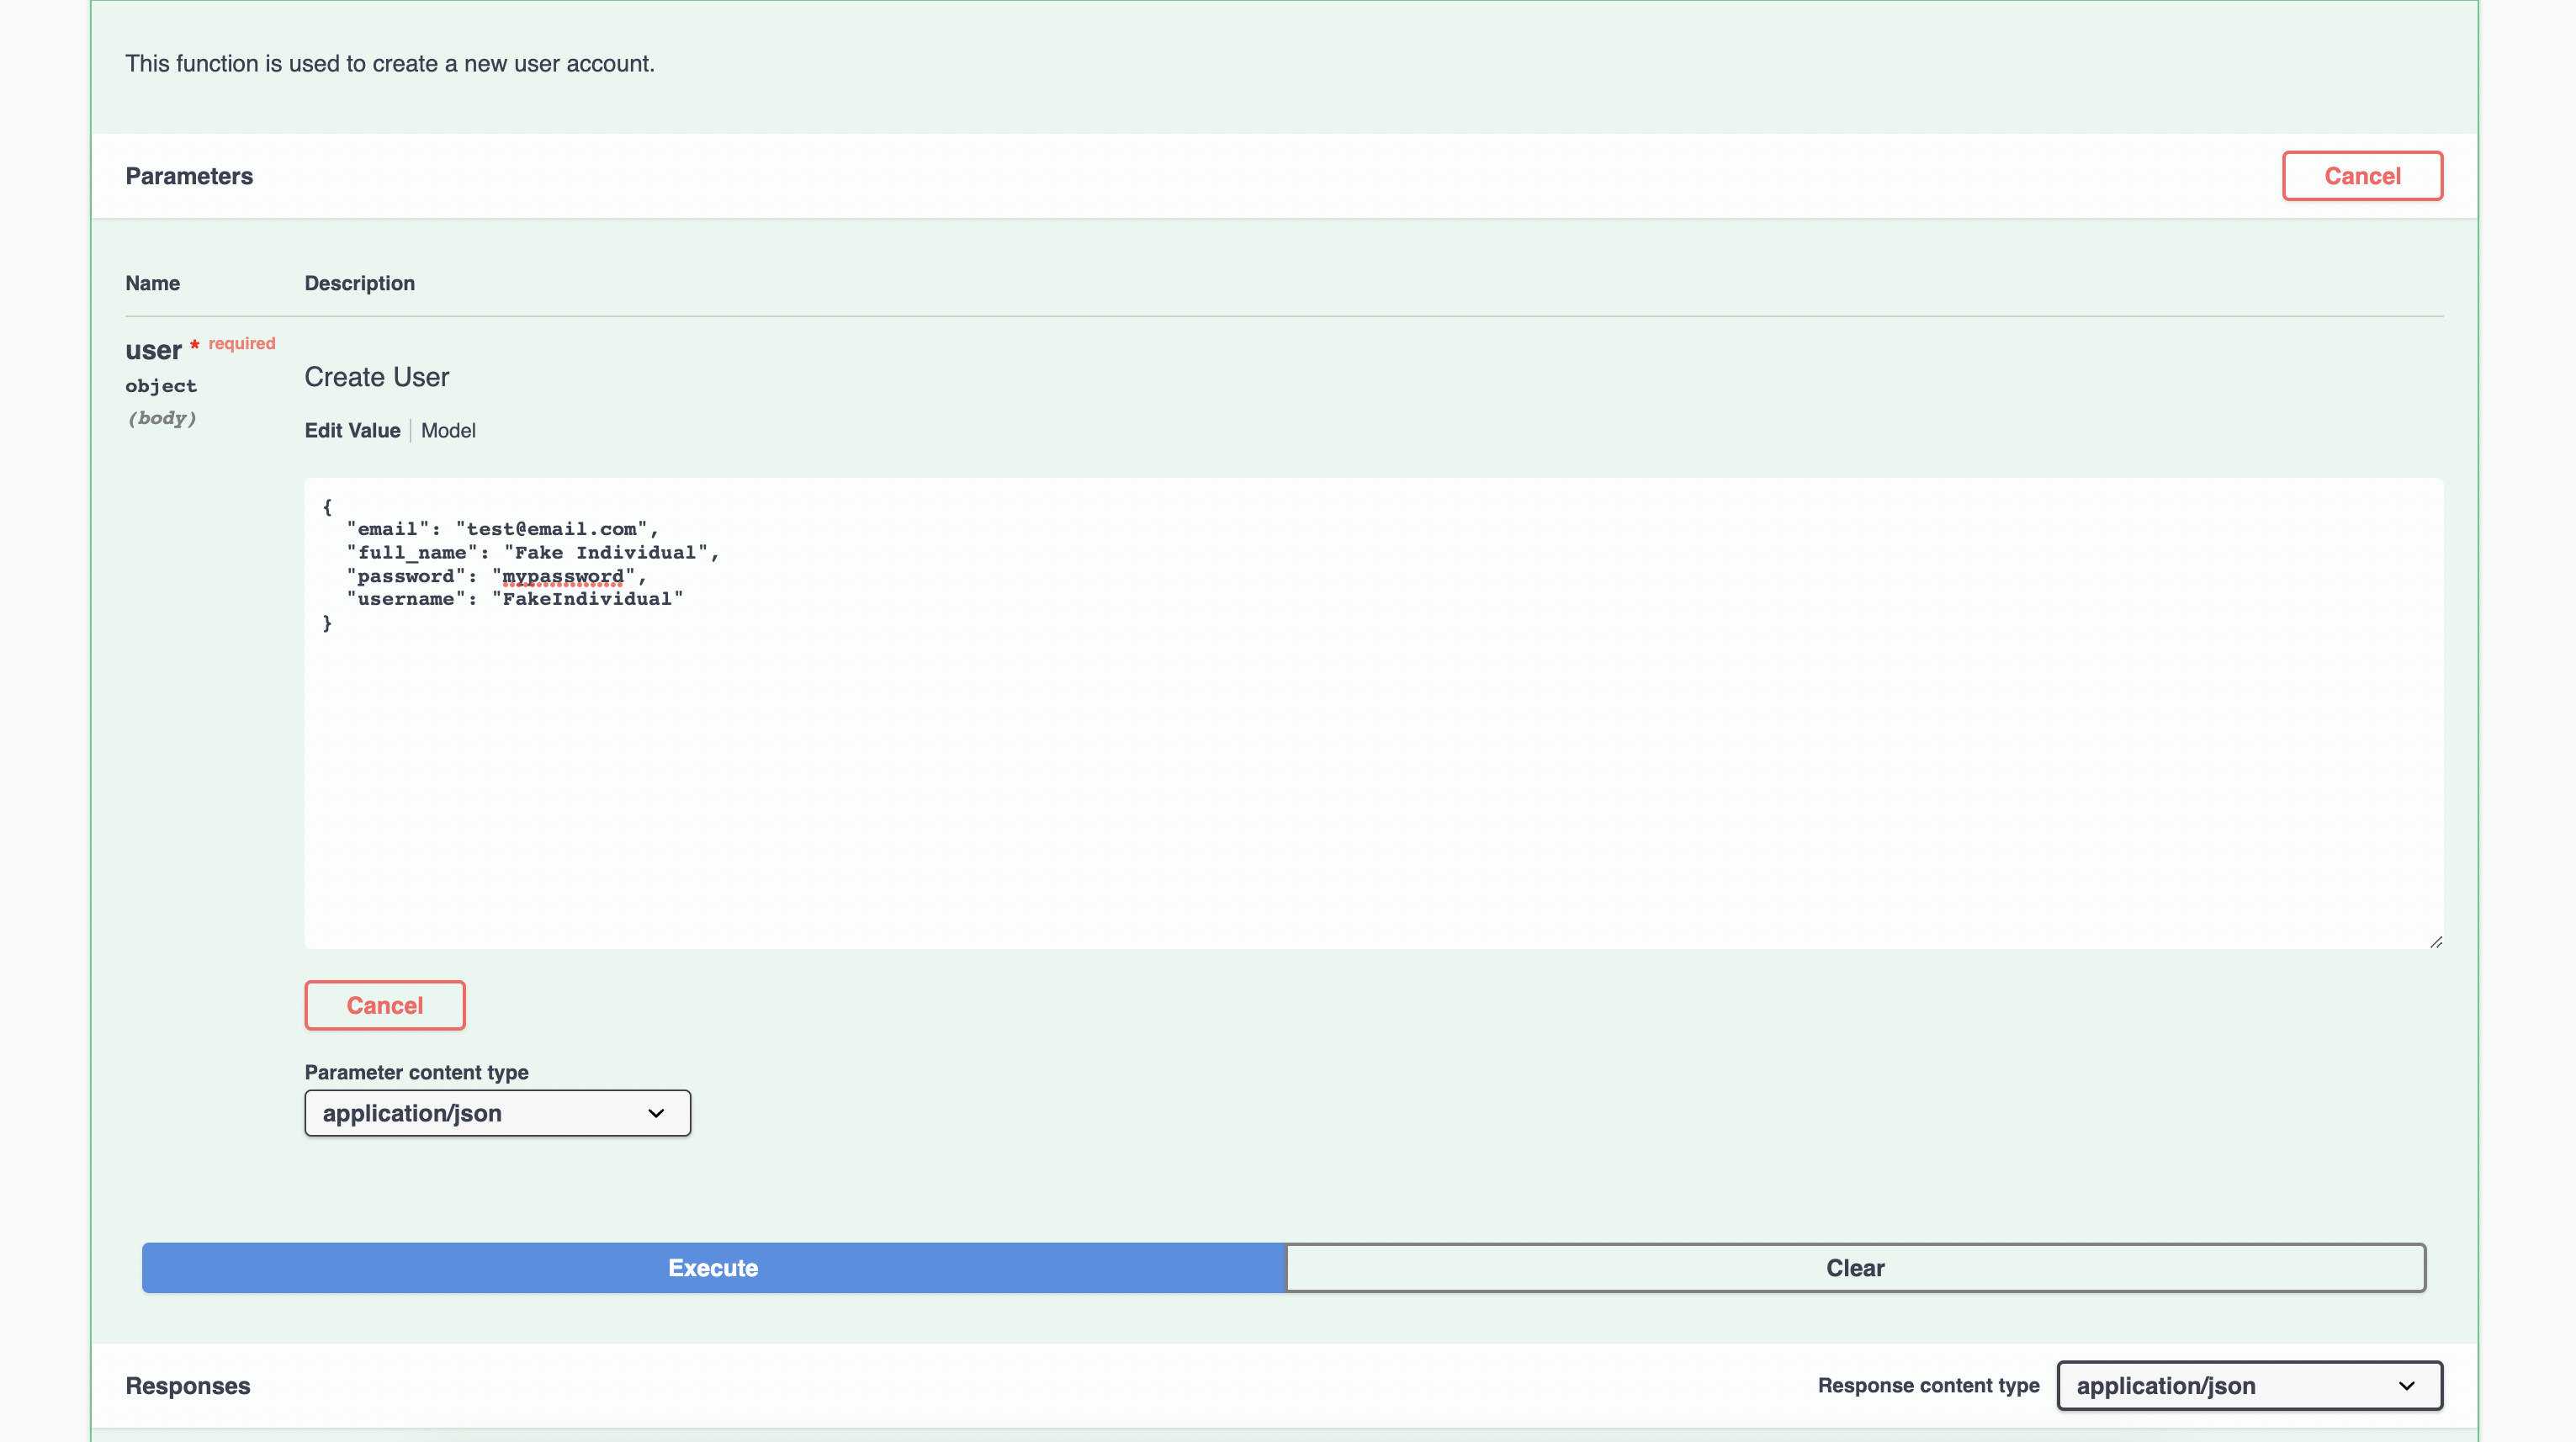 This function is used to create a new user account.
Parameters
Cancel
Name Description
user * required
object
(body)
Create User
Edit Value Model
{
  "email": "test@email.com",
  "full_name": "Fake Individual",
  "password": "mypassword",
  "username": "FakeIndividual"
}
Cancel
Parameter content type
application/json
Execute Clear
Responses
Response content type application/json